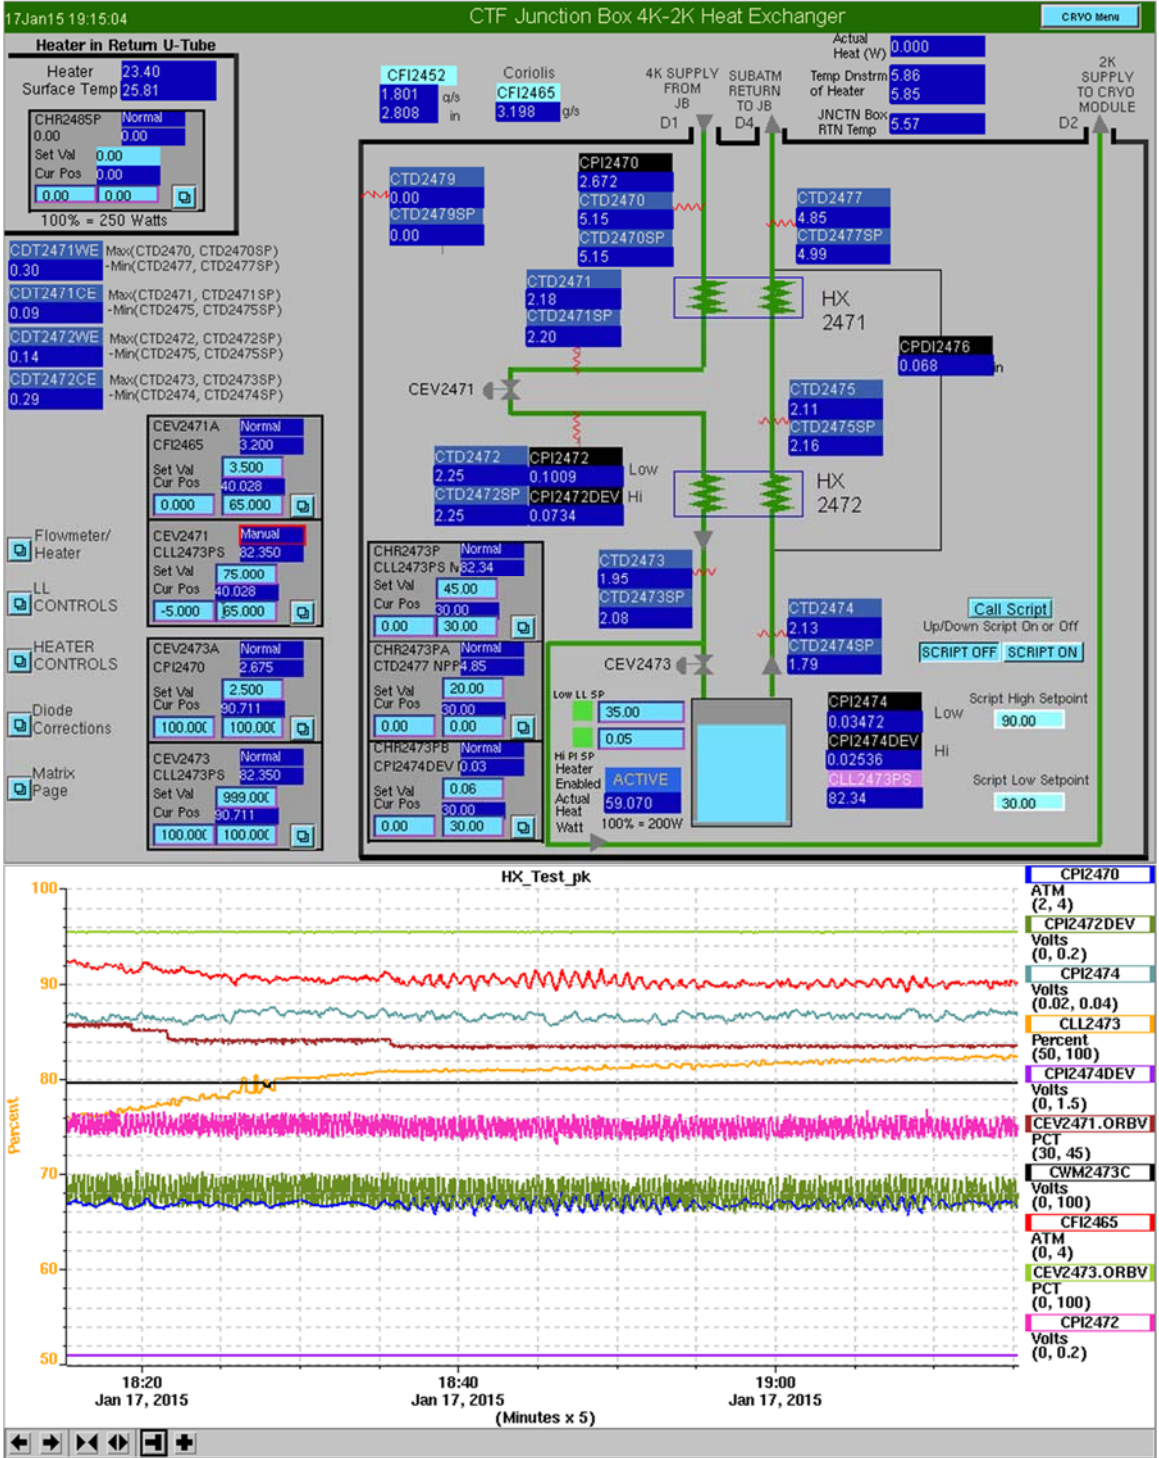 17Jan15 19:15:04
CTF Junction Box 4K-2K Heat Exchanger
CRYO Menu
Heater in Return U-Tube
Heater 23.40
Surface Temp 25.81
CHR2485P Normal
0.00 0.00
Set Val 0.00
Cur Pos 0.00
0.00 0.00
100% = 250 Watts
CFI2452
1.801 g/s
2.808 in
Coriolis
CFI2465
3.198 g/s
4K SUPPLY
FROM
JB
D1
SUBATM
RETURN
TO JB
D4
Actual
Heat (W) 0.000
Temp Dnstrm 5.86
of Heater 5.85
JNCTN Box
RTN Temp 5.57
2K
SUPPLY
TO CRYO
MODULE
D2
CDT2471WE Max(CTD2470, CTD2470SP)
0.30 -Min(CTD2477, CTD2477SP)
CDT2471CE Max(CTD2471, CTD2471SP)
0.09 -Min(CTD2475, CTD2475SP)
CDT2472WE Max(CTD2472, CTD2472SP)
0.14 -Min(CTD2475, CTD2475SP)
CDT2472CE Max(CTD2473, CTD2473SP)
0.29 -Min(CTD2474, CTD2474SP)
CTD2479
0.00
CTD2479SP
0.00
CPI2470
2.672
CTD2470
5.15
CTD2470SP
5.15
CTD2477
4.85
CTD2477SP
4.99
CTD2471
2.18
CTD2471SP
2.20
HX
2471
CPDI2476
0.068 in
CEV2471
CTD2475
2.11
CTD2475SP
2.16
CTD2472 CPI2472
2.25 0.1009 Low
CTD2472SP CPI2472DEV Hi
2.25 0.0734
HX
2472
CEV2471A Normal
CFI2465 3.200
Set Val 3.500
Cur Pos 40.028
0.000 65.000
CEV2471 Manual
CLL2473PS 82.350
Set Val 75.000
Cur Pos 40.028
-5.000 65.000
CEV2473A Normal
CPI2470 2.675
Set Val 2.500
Cur Pos 90.711
100.00( 100.00(
CEV2473 Normal
CLL2473PS 82.350
Set Val 999.00(
Cur Pos 90.711
100.00( 100.00(
Flowmeter/
Heater
LL
CONTROLS
HEATER
CONTROLS
Diode
Corrections
Matrix
Page
CHR2473P Normal
CLL2473PS N 82.34
Set Val 45.00
Cur Pos 30.00
0.00 30.00
CHR2473PA Normal
CTD2477 NPP 4.85
Set Val 20.00
Cur Pos 30.00
0.00 0.00
CHR2473PB Normal
CPI2474DEV 0.03
Set Val 0.06
Cur Pos 30.00
0.00 30.00
CTD2473
1.95
CTD2473SP
2.08
CEV2473
CTD2474
2.13
CTD2474SP
1.79
Low LL SP
35.00
0.05
Hi PI SP
Heater
Enabled ACTIVE
Actual
Heat 59.070
Watt 100% = 200W
Call Script
Up/Down Script On or Off
SCRIPT OFF SCRIPT ON
CPI2474
0.03472 Low
CPI2474DEV
0.02536 Hi
CLL2473PS
82.34
Script High Setpoint
90.00
Script Low Setpoint
30.00
HX_Test_pk
100
90
80
70
60
50
Percent
18:20
Jan 17, 2015
18:40
Jan 17, 2015
19:00
Jan 17, 2015
(Minutes x 5)
CPI2470
ATM
(2, 4)
CPI2472DEV
Volts
(0, 0.2)
CPI2474
Volts
(0.02, 0.04)
CLL2473
Percent
(50, 100)
CPI2474DEV
Volts
(0, 1.5)
CEV2471.ORBV
PCT
(30, 45)
CWM2473C
Volts
(0, 100)
CFI2465
ATM
(0, 4)
CEV2473.ORBV
PCT
(0, 100)
CPI2472
Volts
(0, 0.2)